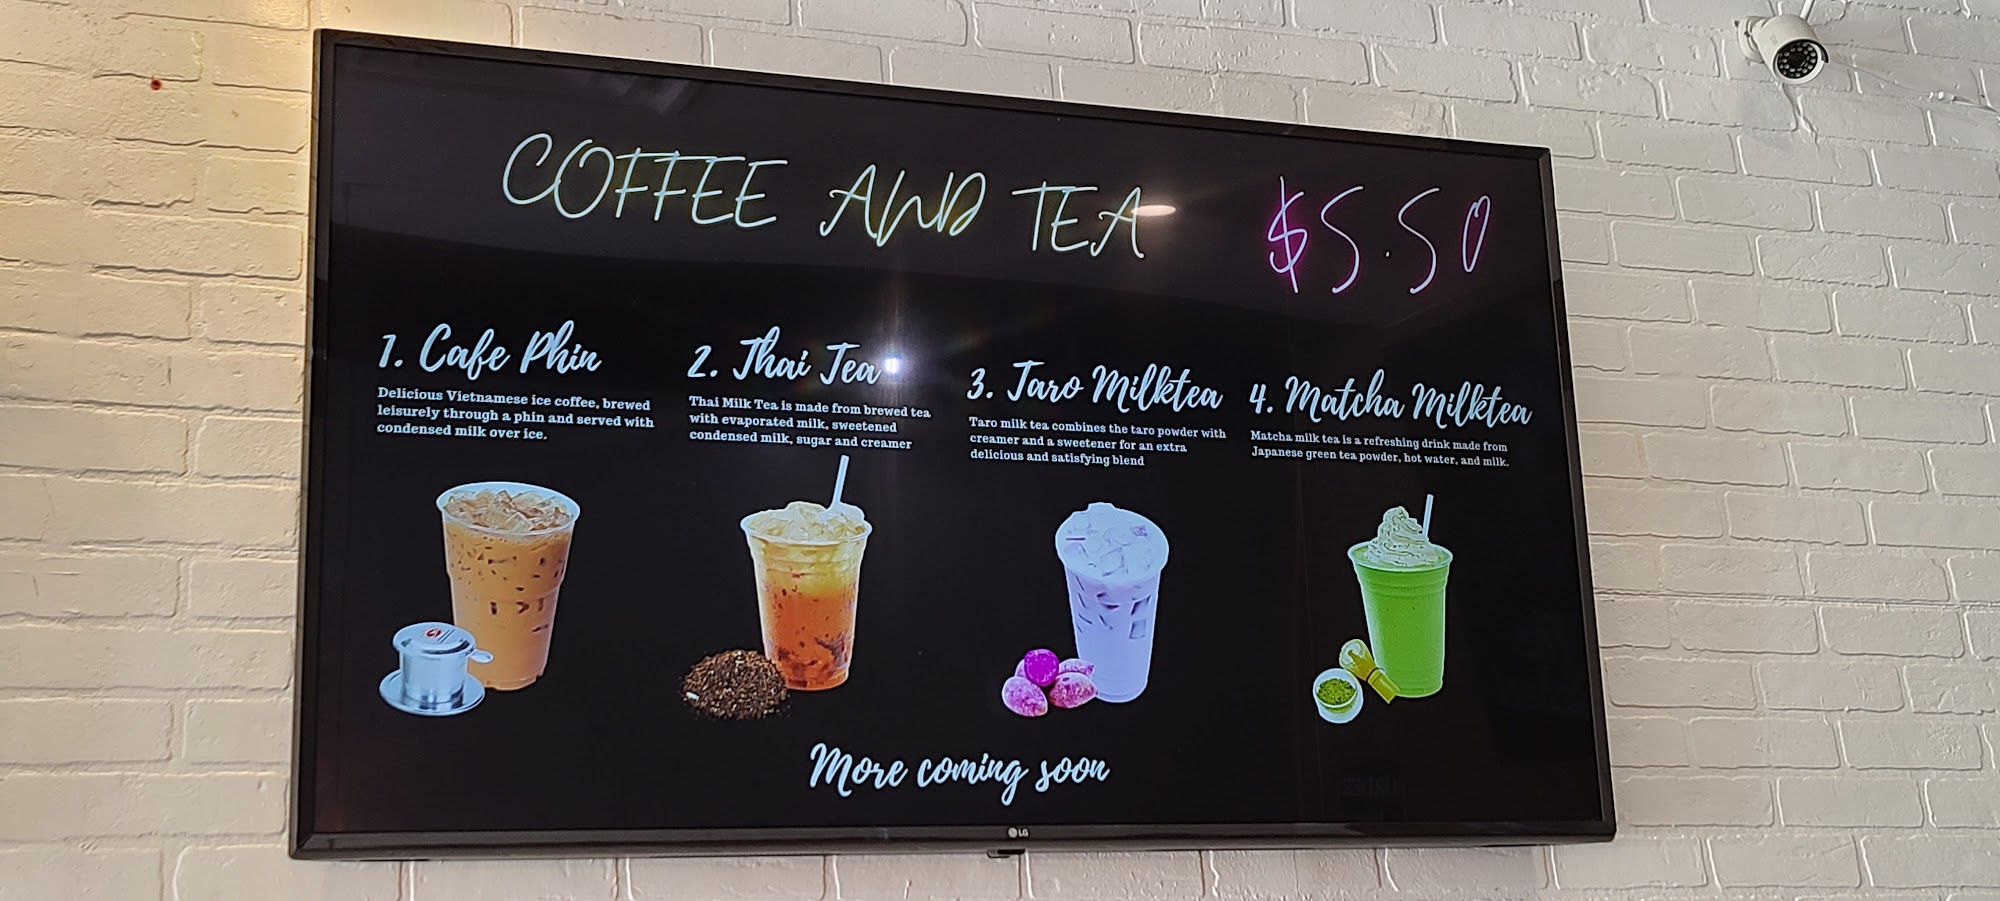 COFFEE AND TEA $5.50
1. Cafe Phin
Delicious Vietnamese ice coffee, brewed
leisurely through a phin and served with
condensed milk over ice.
2. Thai Tea
Thai Milk Tea is made from brewed tea
with evaporated milk, sweetened
condensed milk, sugar and creamer
3. Taro Milktea
Taro milk tea combines the taro powder with
creamer and a sweetener for an extra
delicious and satisfying blend
4. Matcha Milktea
Matcha milk tea is a refreshing drink made from
Japanese green tea powder, hot water, and milk.
More coming soon
LG